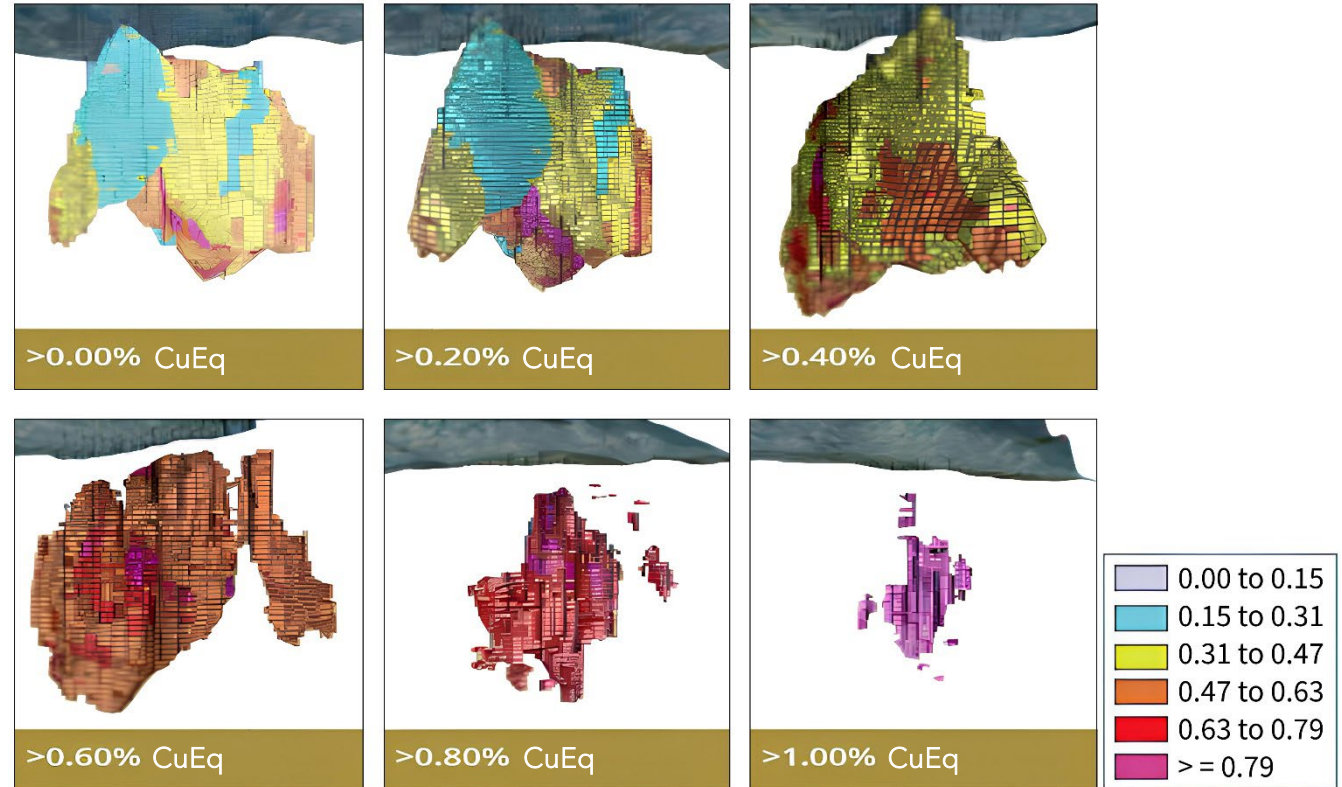 >0.00% CuEq
>0.20% CuEq
>0.40% CuEq
>0.60% CuEq
>0.80% CuEq
>1.00% CuEq
0.00 to 0.15
0.15 to 0.31
0.31 to 0.47
0.47 to 0.63
0.63 to 0.79
> = 0.79